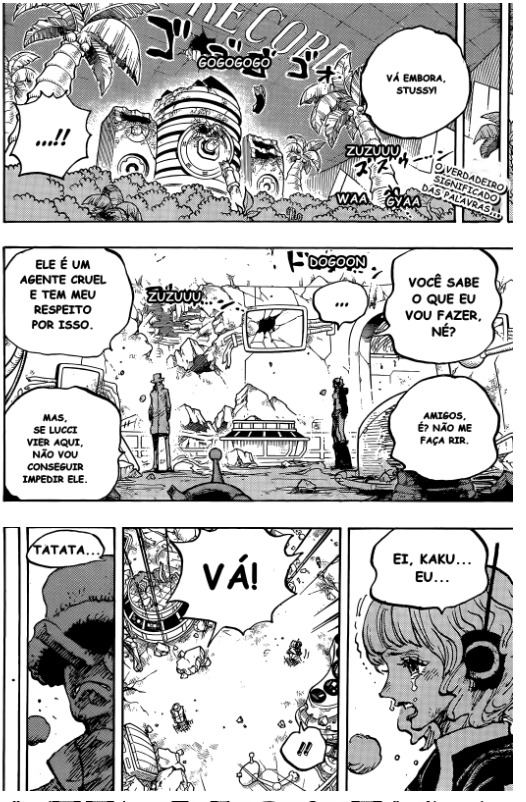 VÁ EMBORA,
STUSSY!
GOGOGOGO
ZUZUUU
WAA
GYAA
...!!
O VERDADEIRO
SIGNIFICADO
DAS PALAVRAS...
VOCÊ SABE
O QUE EU
VOU FAZER,
NÉ?
DOGOON
...
ZUZUUU
ELE É UM
AGENTE CRUEL
E TEM MEU
RESPEITO
POR ISSO.
AMIGOS,
É? NÃO ME
FAÇA RIR.
MAS,
SE LUCCI
VIER AQUI,
NÃO VOU
CONSEGUIR
IMPEDIR ELE.
EI, KAKU...
EU...
VÁ!
!!
TATATA...